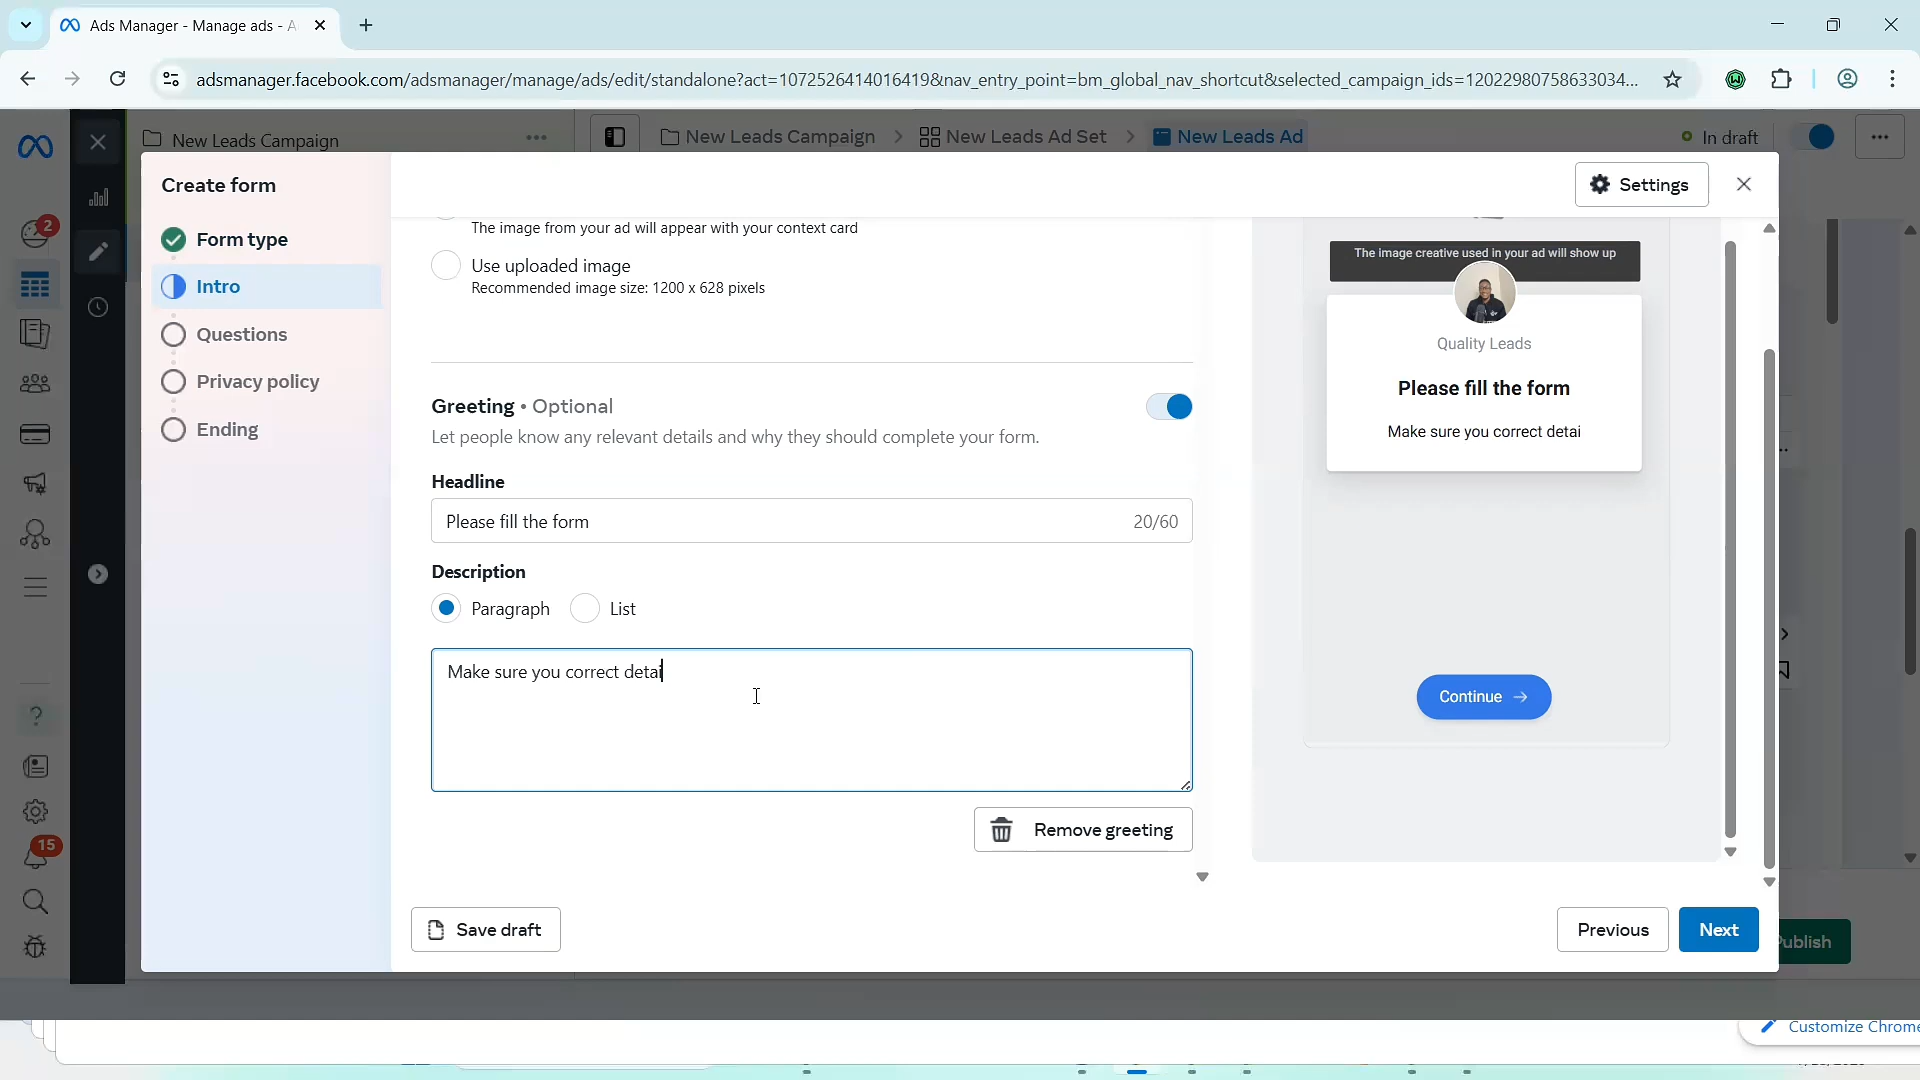 Ads Manager - Manage ads - A
adsmanager.facebook.com/adsmanager/manage/ads/edit/standalone?act=1072526414016419&nav_entry_point=bm_global_nav_shortcut&selected_campaign_ids=12022980758633034...
New Leads Campaign
New Leads Campaign
New Leads Ad Set
New Leads Ad
In draft
Create form
Settings
Form type
Intro
Questions
Privacy policy
Ending
2
15
The image from your ad will appear with your context card
Use uploaded image
Recommended image size: 1200 x 628 pixels
Greeting • Optional
Let people know any relevant details and why they should complete your form.
Headline
Please fill the form
20/60
Description
Paragraph
List
Make sure you correct detai
Remove greeting
The image creative used in your ad will show up
Quality Leads
Please fill the form
Make sure you correct detai
Continue
Save draft
Previous
Next
Publish
Customize Chrome